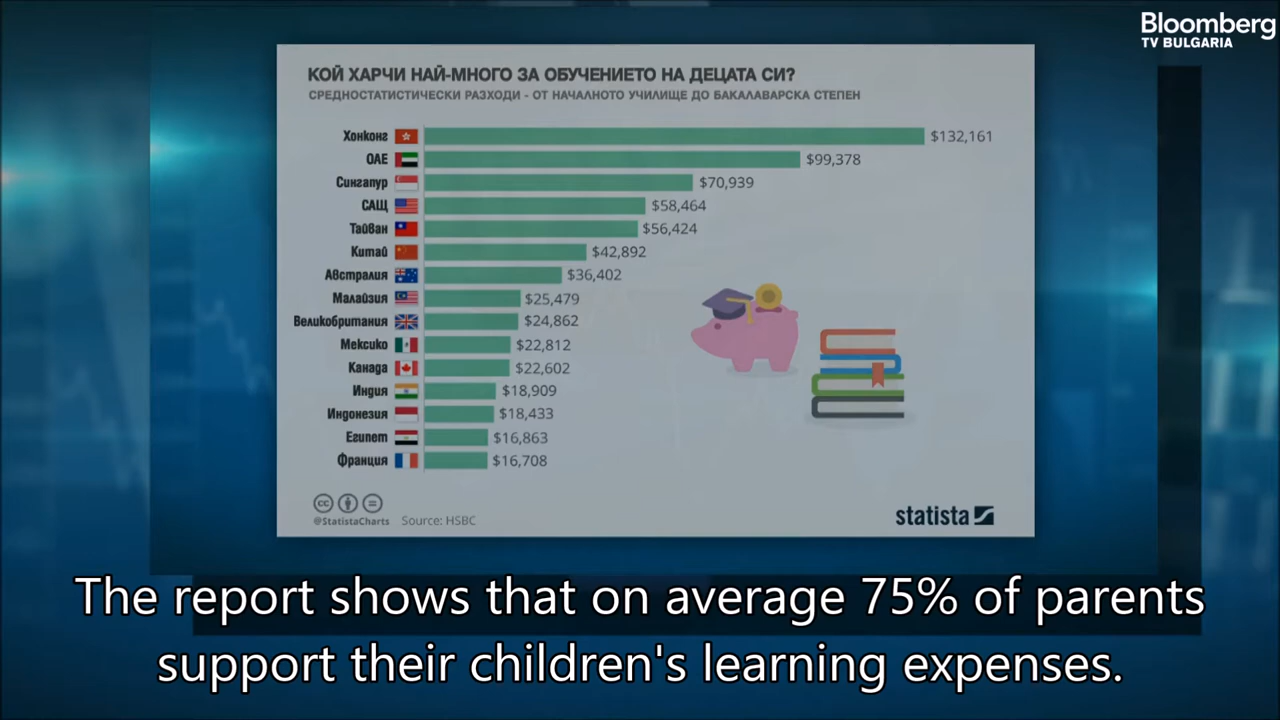 Bloomberg
TV BULGARIA
КОЙ ХАРЧИ НАЙ-МНОГО ЗА ОБУЧЕНИЕТО НА ДЕЦАТА СИ?
СРЕДНОСТАТИСТИЧЕСКИ РАЗХОДИ - ОТ НАЧАЛНОТО УЧИЛИЩЕ ДО БАКАЛАВАРСКА СТЕПЕН
Хонконг $132,161
ОАЕ $99,378
Сингапур $70,939
САЩ $58,464
Тайван $56,424
Китай $42,892
Австралия $36,402
Малайзия $25,479
Великобритания $24,862
Мексико $22,812
Канада $22,602
Индия $18,909
Индонезия $18,433
Египет $16,863
Франция $16,708
cc
@StatistaCharts Source: HSBC
statista
The report shows that on average 75% of parents
support their children's learning expenses.